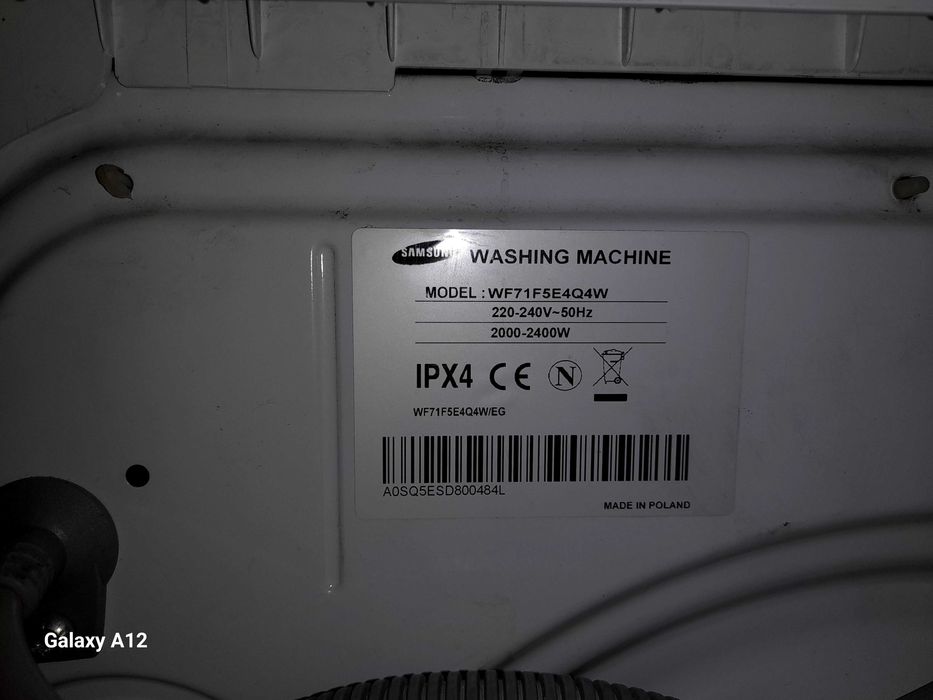 SAMSUNG WASHING MACHINE
MODEL : WF71F5E4Q4W
220-240V~50Hz
2000-2400W
IPX4 CE N
WF71F5E4Q4W/EG
A0SQ5ESD800484L
MADE IN POLAND
Galaxy A12